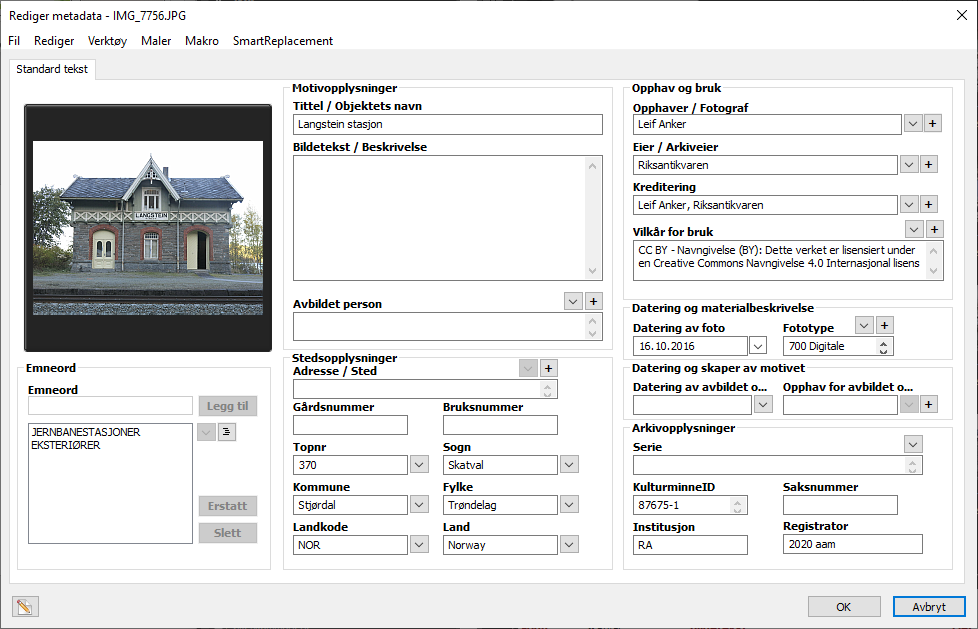 Rediger metadata - IMG_7756.JPG
Fil Rediger Verktøy Maler Makro SmartReplacement
Standard tekst
LANGSTEIN
Emneord
Emneord
Legg til
JERNBANESTASJONER
EKSTERIØRER
Erstatt
Slett
Motivopplysninger
Tittel / Objektets navn
Langstein stasjon
Bildetekst / Beskrivelse
Avbildet person
+
Stedsopplysninger
Adresse / Sted
+
Gårdsnummer Bruksnummer
Topnr Sogn
370 Skatval
Kommune Fylke
Stjørdal Trøndelag
Landkode Land
NOR Norway
Opphav og bruk
Opphaver / Fotograf
Leif Anker +
Eier / Arkiveier
Riksantikvaren +
Kreditering
Leif Anker, Riksantikvaren +
Vilkår for bruk +
CC BY - Navngivelse (BY): Dette verket er lisensiert under
en Creative Commons Navngivelse 4.0 Internasjonal lisens
Datering og materialbeskrivelse
Datering av foto Fototype +
16.10.2016 700 Digitale
Datering og skaper av motivet
Datering av avbildet o... Opphav for avbildet o...
+
Arkivopplysninger
Serie
KulturminneID Saksnummer
87675-1
Institusjon Registrator
RA 2020 aam
OK Avbryt